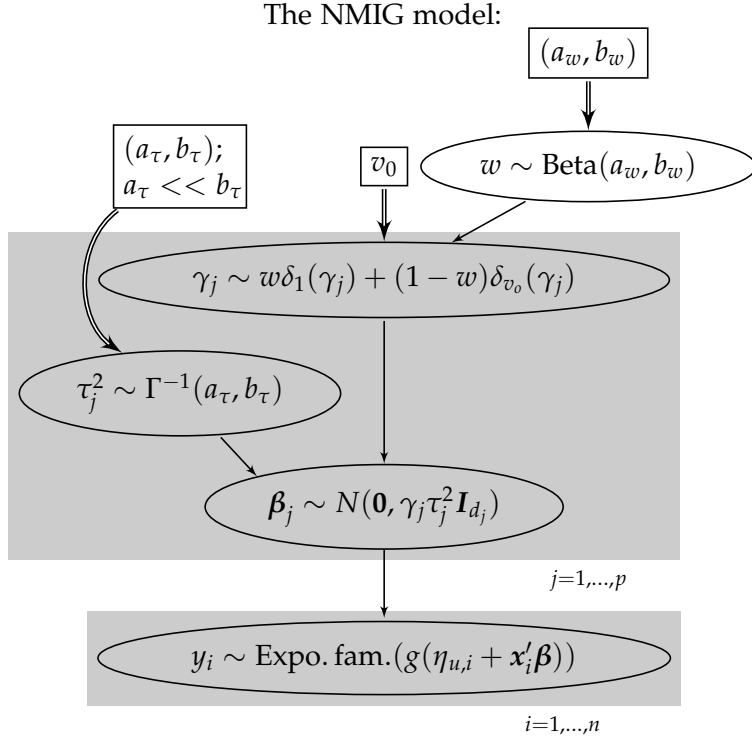 The NMIG model:
(a_w, b_w)
(a_τ, b_τ);
a_τ << b_τ
v_0
w ∼ Beta(a_w, b_w)
γ_j ∼ wδ_1(γ_j) + (1 − w)δ_{v_o}(γ_j)
τ_j^2 ∼ Γ^{−1}(a_τ, b_τ)
β_j ∼ N(0, γ_j τ_j^2 I_{d_j})
j=1,...,p
y_i ∼ Expo. fam.(g(η_{u,i} + x_i′β))
i=1,...,n